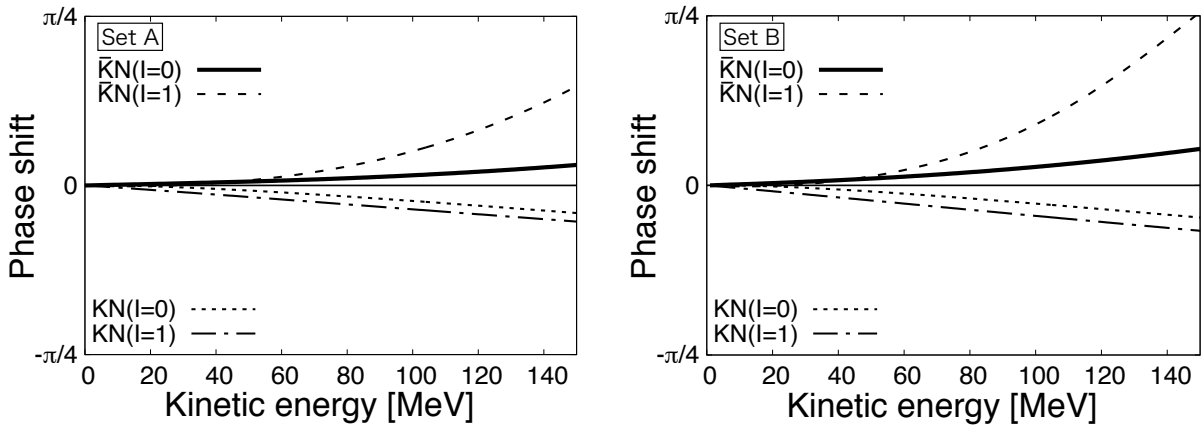 π/4
Set A
K̄N(I=0)
K̄N(I=1)
Phase shift
0
KN(I=0)
KN(I=1)
-π/4
0 20 40 60 80 100 120 140
Kinetic energy [MeV]
π/4
Set B
K̄N(I=0)
K̄N(I=1)
Phase shift
0
KN(I=0)
KN(I=1)
-π/4
0 20 40 60 80 100 120 140
Kinetic energy [MeV]